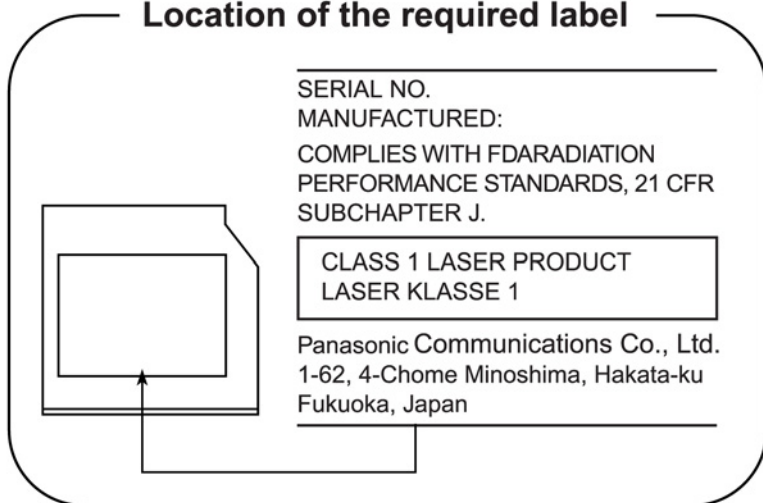 Location of the required label
SERIAL NO.
MANUFACTURED:
COMPLIES WITH FDARADIATION
PERFORMANCE STANDARDS, 21 CFR
SUBCHAPTER J.
CLASS 1 LASER PRODUCT
LASER KLASSE 1
Panasonic Communications Co., Ltd.
1-62, 4-Chome Minoshima, Hakata-ku
Fukuoka, Japan